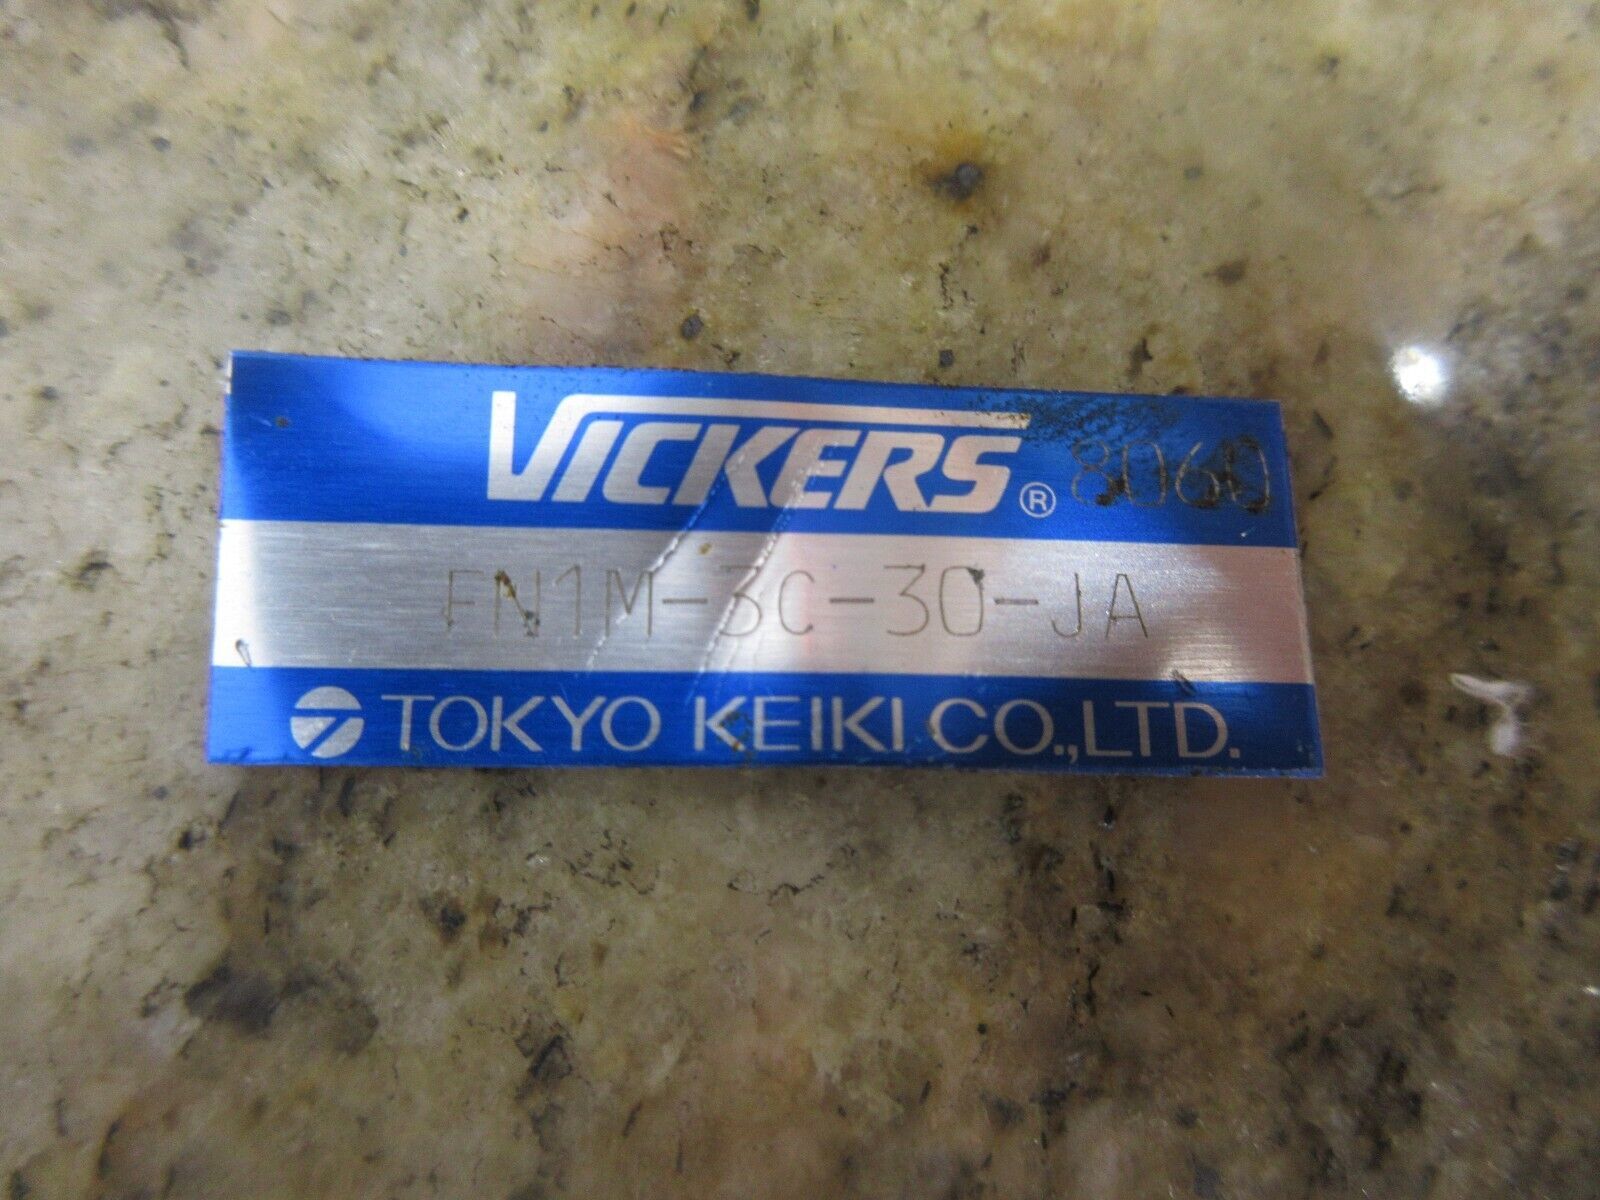 VICKERS® 8060
FN1M-3C-30-JA
TOKYO KEIKI CO., LTD.